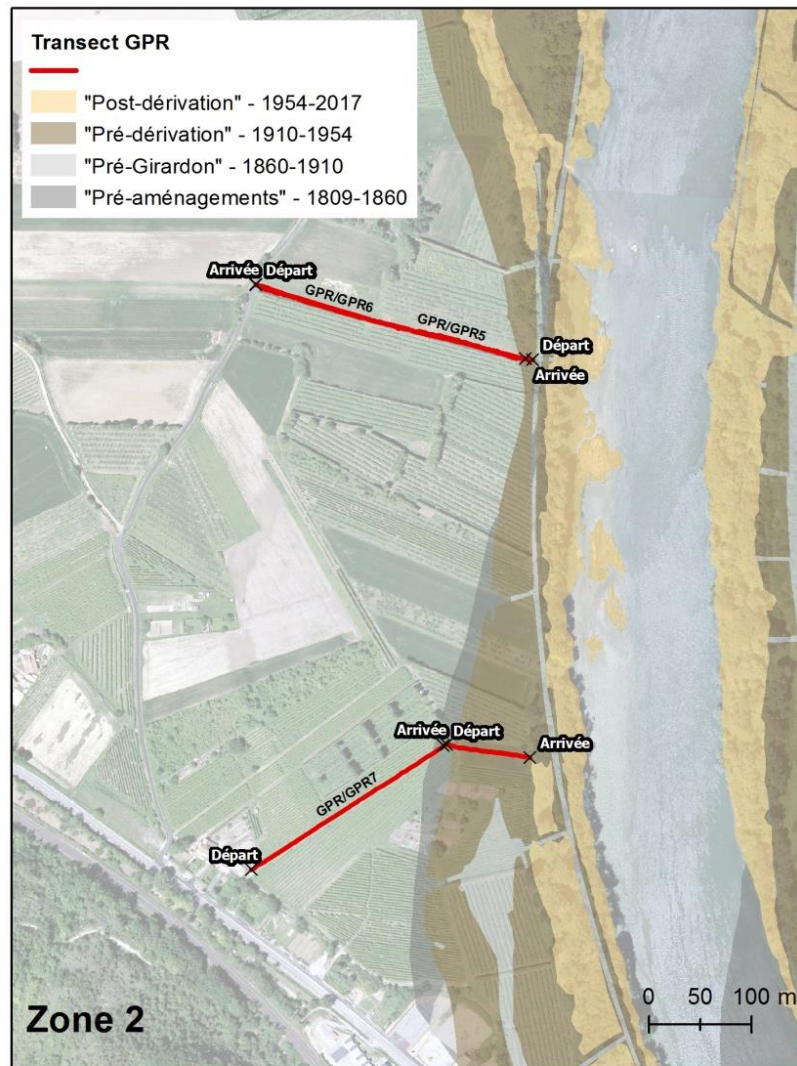 Transect GPR
"Post-dérivation" - 1954-2017
"Pré-dérivation" - 1910-1954
"Pré-Girardon" - 1860-1910
"Pré-aménagements" - 1809-1860
Arrivée Départ
GPR/GPR6
GPR/GPR5
Départ
Arrivée
Arrivée Départ
Arrivée
GPR/GPR7
Départ
Zone 2
0 50 100 m